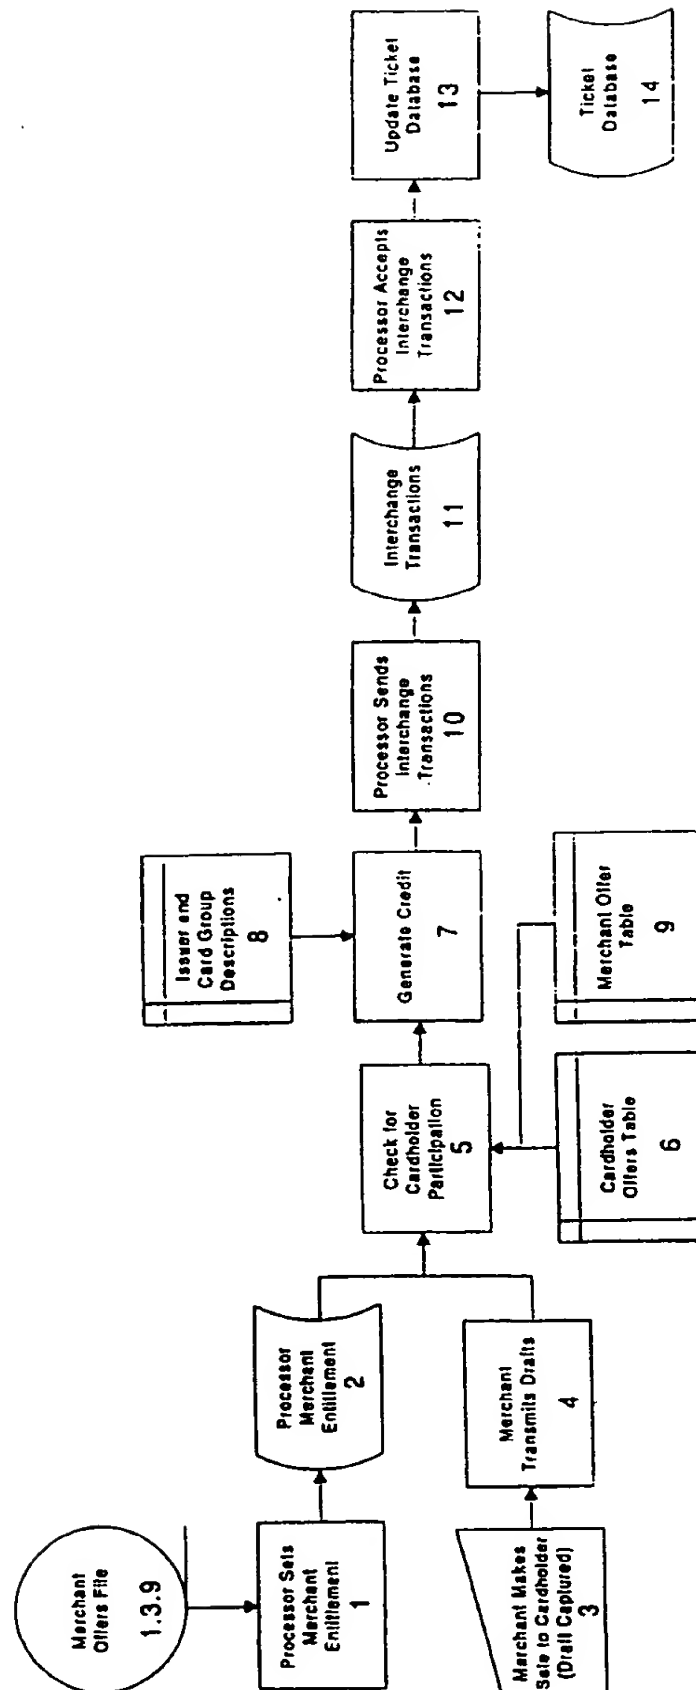 Merchant
Offers File
1.3.9
Processor Sets
Merchant
Entitlement
1
Processor
Merchant
Entitlement
2
Merchant Makes
Sale to Cardholder
(Draft Captured)
3
Merchant
Transmits Drafts
4
Check for
Cardholder
Participation
5
Cardholder
Offers Table
6
Generate Credit
7
Issuer and
Card Group
Descriptions
8
Merchant Offer
Table
9
Processor Sends
Interchange
Transactions
10
Interchange
Transactions
11
Processor Accepts
Interchange
Transactions
12
Update Ticket
Database
13
Ticket
Database
14